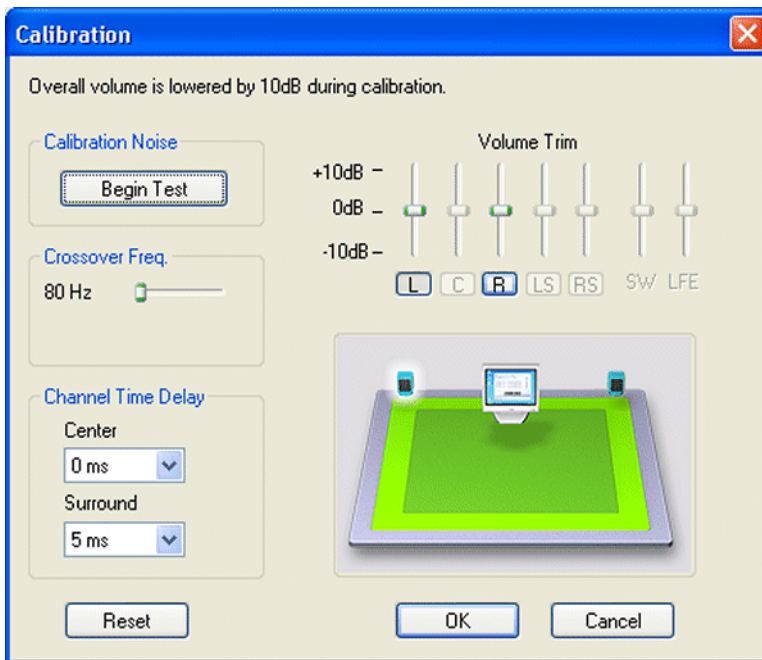 Calibration
Overall volume is lowered by 10dB during calibration.
Calibration Noise
Begin Test
Crossover Freq.
80 Hz
Channel Time Delay
Center
0 ms
Surround
5 ms
Reset
Volume Trim
+10dB
0dB
-10dB
L C R LS RS SW LFE
OK Cancel